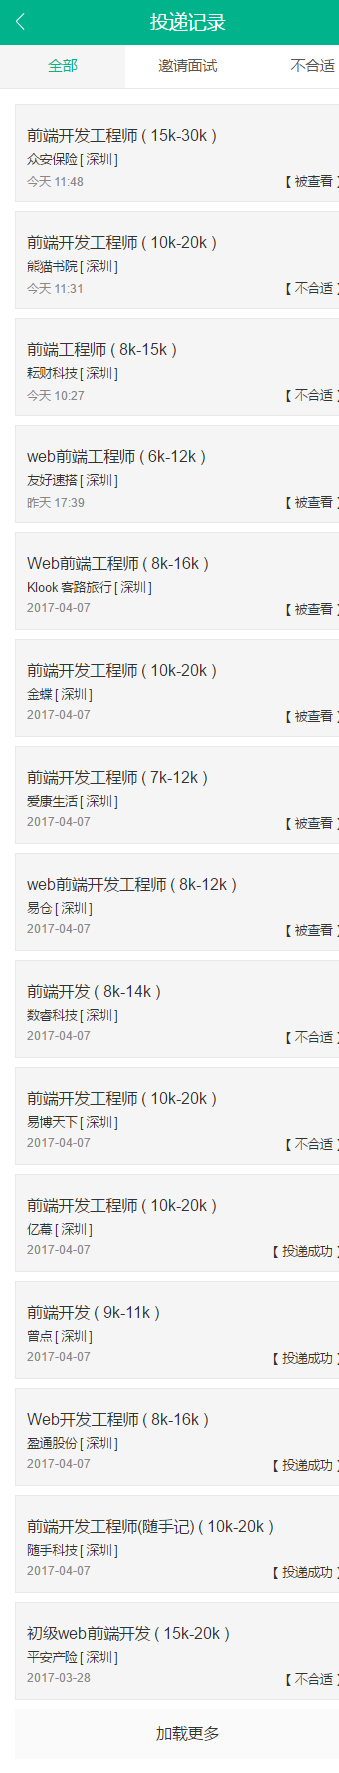 投递记录
全部 邀请面试 不合适
前端开发工程师 ( 15k-30k )
众安保险 [ 深圳 ]
今天 11:48 【 被查看 】
前端开发工程师 ( 10k-20k )
熊猫书院 [ 深圳 ]
今天 11:31 【 不合适 】
前端工程师 ( 8k-15k )
耘财科技 [ 深圳 ]
今天 10:27 【 不合适 】
web前端工程师 ( 6k-12k )
友好速搭 [ 深圳 ]
昨天 17:39 【 被查看 】
Web前端工程师 ( 8k-16k )
Klook 客路旅行 [ 深圳 ]
2017-04-07 【 被查看 】
前端开发工程师 ( 10k-20k )
金蝶 [ 深圳 ]
2017-04-07 【 被查看 】
前端开发工程师 ( 7k-12k )
爱康生活 [ 深圳 ]
2017-04-07 【 被查看 】
web前端开发工程师 ( 8k-12k )
易仓 [ 深圳 ]
2017-04-07 【 被查看 】
前端开发 ( 8k-14k )
数睿科技 [ 深圳 ]
2017-04-07 【 不合适 】
前端开发工程师 ( 10k-20k )
易博天下 [ 深圳 ]
2017-04-07 【 不合适 】
前端开发工程师 ( 10k-20k )
亿幕 [ 深圳 ]
2017-04-07 【 投递成功 】
前端开发 ( 9k-11k )
曾点 [ 深圳 ]
2017-04-07 【 投递成功 】
Web开发工程师 ( 8k-16k )
盈通股份 [ 深圳 ]
2017-04-07 【 投递成功 】
前端开发工程师(随手记) ( 10k-20k )
随手科技 [ 深圳 ]
2017-04-07 【 投递成功 】
初级web前端开发 ( 15k-20k )
平安产险 [ 深圳 ]
2017-03-28 【 不合适 】
加载更多